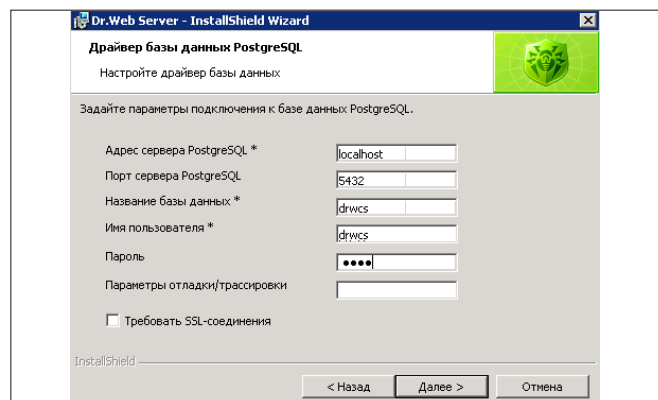 Dr.Web Server - InstallShield Wizard
Драйвер базы данных PostgreSQL
Настройте драйвер базы данных
Задайте параметры подключения к базе данных PostgreSQL.
Адрес сервера PostgreSQL * localhost
Порт сервера PostgreSQL 5432
Название базы данных * drwcs
Имя пользователя * drwcs
Пароль ●●●●
Параметры отладки/трассировки
Требовать SSL-соединения
InstallShield
< Назад Далее > Отмена